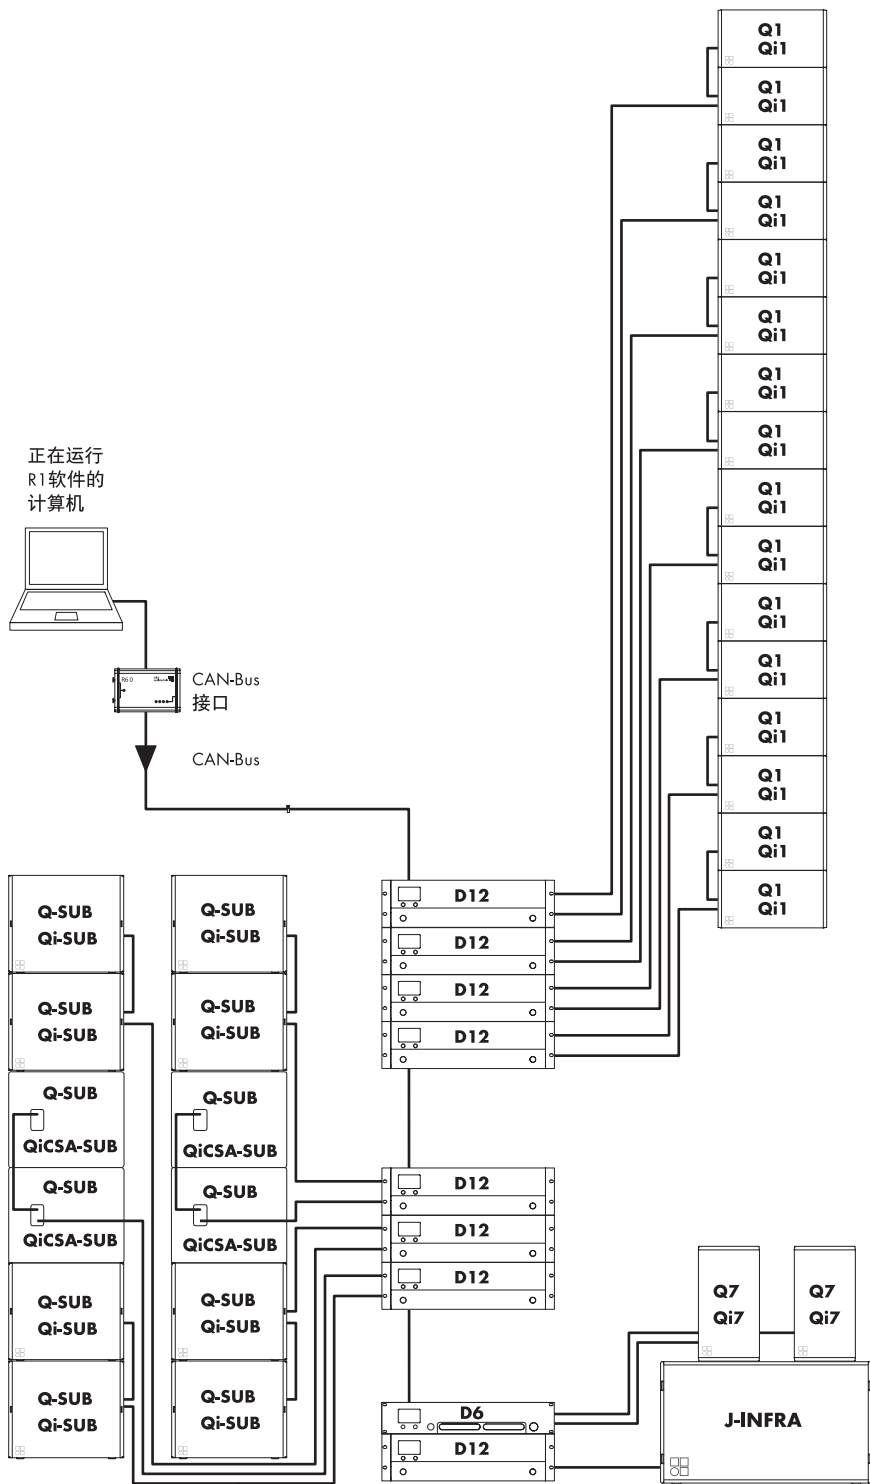 Q1
Qi1
Q1
Qi1
Q1
Qi1
Q1
Qi1
Q1
Qi1
Q1
Qi1
Q1
Qi1
Q1
Qi1
Q1
Qi1
Q1
Qi1
Q1
Qi1
Q1
Qi1
Q1
Qi1
Q1
Qi1
Q1
Qi1
Q1
Qi1
正在运行
R1软件的
计算机
R60
CAN-Bus
接口
CAN-Bus
D12
D12
D12
D12
Q-SUB
Qi-SUB
Q-SUB
Qi-SUB
Q-SUB
QiCSA-SUB
Q-SUB
QiCSA-SUB
Q-SUB
Qi-SUB
Q-SUB
Qi-SUB
Q-SUB
Qi-SUB
Q-SUB
Qi-SUB
Q-SUB
QiCSA-SUB
Q-SUB
QiCSA-SUB
Q-SUB
Qi-SUB
Q-SUB
Qi-SUB
D12
D12
D12
D6
D12
Q7
Qi7
Q7
Qi7
J-INFRA